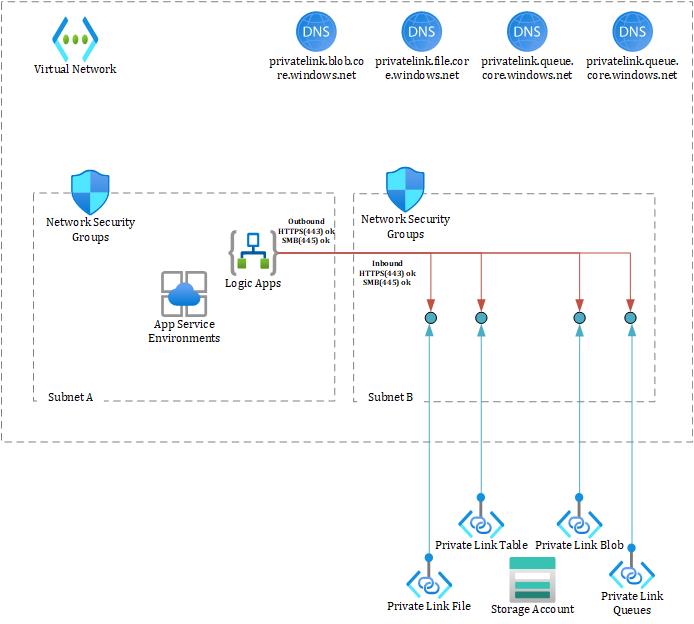 DNS
DNS
DNS
DNS
Virtual Network
privatelink.blob.co
re.windows.net
privatelink.file.cor
e.windows.net
privatelink.queue.
core.windows.net
privatelink.queue.
core.windows.net
Network Security
Groups
Network Security
Groups
Outbound
HTTPS(443) ok
SMB(445) ok
Inbound
HTTPS(443) ok
SMB(445) ok
Logic Apps
App Service
Environments
Subnet A
Subnet B
Private Link Table
Private Link Blob
Private Link File
Storage Account
Private Link
Queues